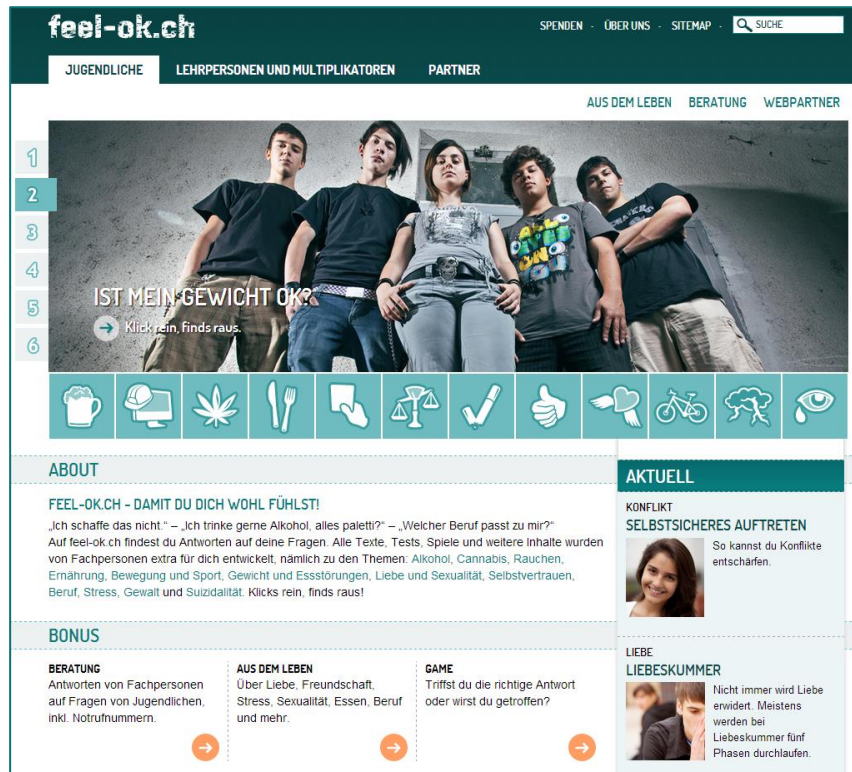 feel-ok.ch
SPENDEN - ÜBER UNS - SITEMAP - SUCHE
JUGENDLICHE LEHRPERSONEN UND MULTIPLIKATOREN PARTNER
AUS DEM LEBEN BERATUNG WEBPARTNER
1
2
3
4
5
6
ALL
EYES
ON
IST MEIN GEWICHT OK?
Klick rein, finds raus.
ABOUT
FEEL-OK.CH - DAMIT DU DICH WOHL FÜHLST!
„Ich schaffe das nicht.“ – „Ich trinke gerne Alkohol, alles paletti?“ – „Welcher Beruf passt zu mir?“
Auf feel-ok.ch findest du Antworten auf deine Fragen. Alle Texte, Tests, Spiele und weitere Inhalte wurden
von Fachpersonen extra für dich entwickelt, nämlich zu den Themen: Alkohol, Cannabis, Rauchen,
Ernährung, Bewegung und Sport, Gewicht und Essstörungen, Liebe und Sexualität, Selbstvertrauen,
Beruf, Stress, Gewalt und Suizidalität. Klicks rein, finds raus!
BONUS
BERATUNG
Antworten von Fachpersonen
auf Fragen von Jugendlichen,
inkl. Notrufnummern.
AUS DEM LEBEN
Über Liebe, Freundschaft,
Stress, Sexualität, Essen, Beruf
und mehr.
GAME
Triffst du die richtige Antwort
oder wirst du getroffen?
AKTUELL
KONFLIKT
SELBSTSICHERES AUFTRETEN
So kannst du Konflikte
entschärfen.
LIEBE
LIEBESKUMMER
Nicht immer wird Liebe
erwidert. Meistens
werden bei
Liebeskummer fünf
Phasen durchlaufen.